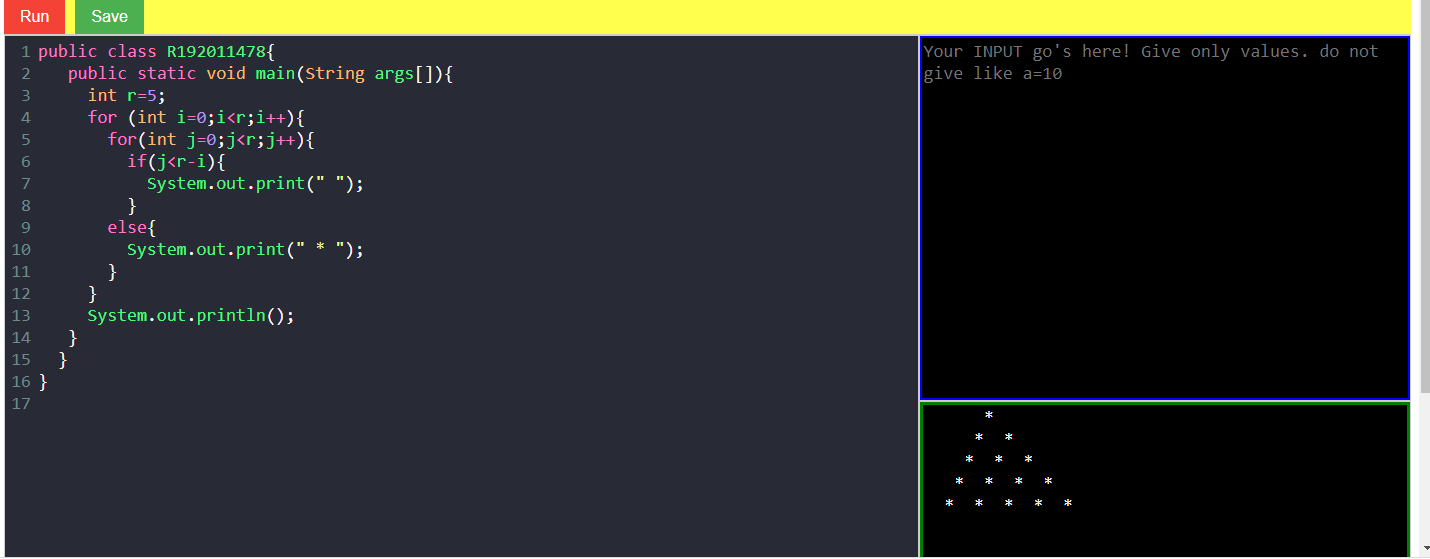 Run Save
1 public class R192011478{
2    public static void main(String args[]){
3      int r=5;
4      for (int i=0;i<r;i++){
5        for(int j=0;j<r;j++){
6          if(j<r-i){
7            System.out.print(" ");
8          }
9        else{
10          System.out.print(" * ");
11        }
12      }
13      System.out.println();
14    }
15   }
16 }
17
Your INPUT go's here! Give only values. do not
give like a=10
      *
     *  *
    *  *  *
   *  *  *  *
  *  *  *  *  *